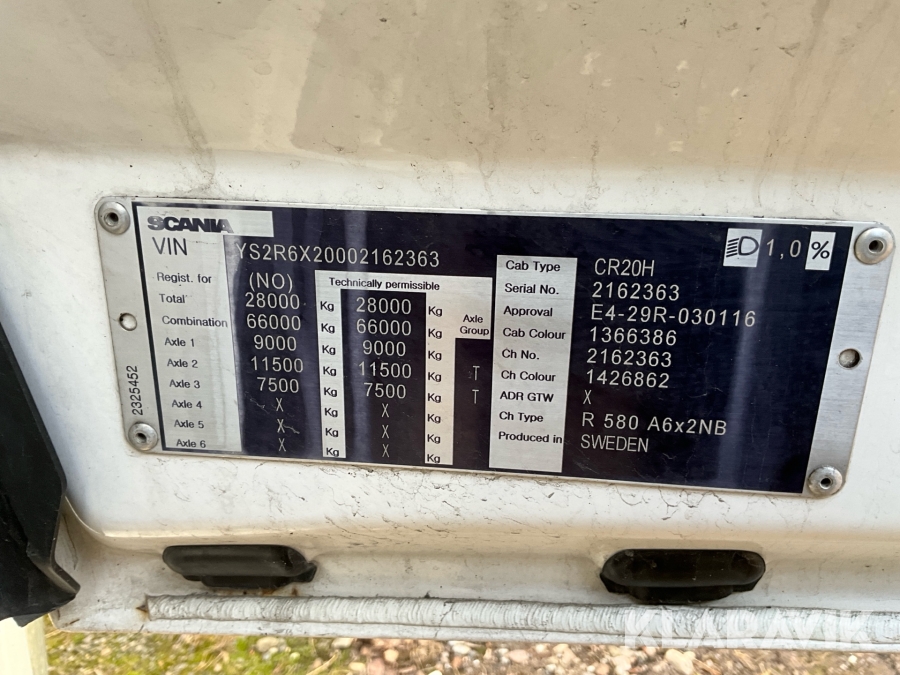 SCANIA
VIN YS2R6X20002162363
Regist. for (NO) Technically permissible
Total 28000 Kg 28000 Kg
Combination 66000 Kg 66000 Kg Axle Group
Axle 1 9000 Kg 9000 Kg
Axle 2 11500 Kg 11500 Kg T
Axle 3 7500 Kg 7500 Kg T
Axle 4 X Kg X Kg
Axle 5 X Kg X Kg
Axle 6 X Kg X Kg
2325452
1,0 %
Cab Type CR20H
Serial No. 2162363
Approval E4-29R-030116
Cab Colour 1366386
Ch No. 2162363
Ch Colour 1426862
ADR GTW X
Ch Type R 580 A6x2NB
Produced in SWEDEN
KLARAVIK